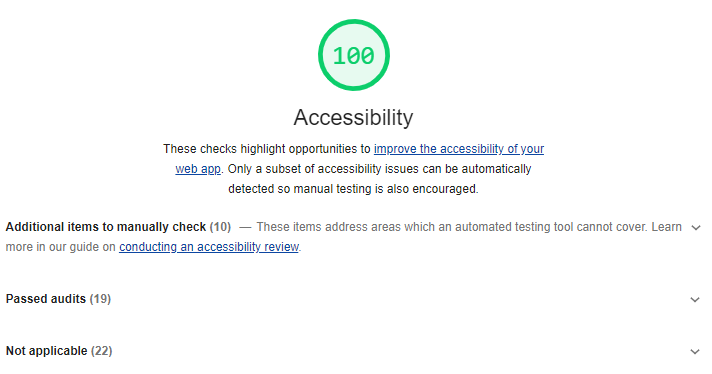 100
Accessibility
These checks highlight opportunities to improve the accessibility of your
web app. Only a subset of accessibility issues can be automatically
detected so manual testing is also encouraged.
Additional items to manually check (10) — These items address areas which an automated testing tool cannot cover. Learn
more in our guide on conducting an accessibility review.
Passed audits (19)
Not applicable (22)